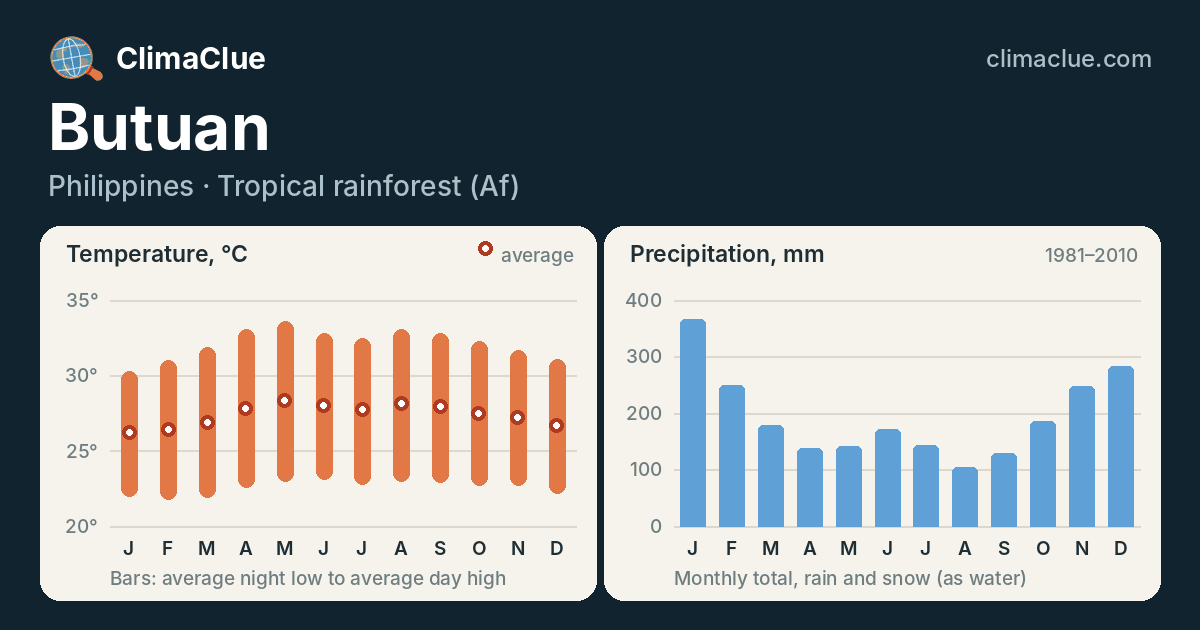 ClimaClue
climaclue.com
Butuan
Philippines · Tropical rainforest (Af)
Temperature, °C
average
35°
30°
25°
20°
J F M A M J J A S O N D
Bars: average night low to average day high
Precipitation, mm
1981–2010
400
300
200
100
0
J F M A M J J A S O N D
Monthly total, rain and snow (as water)